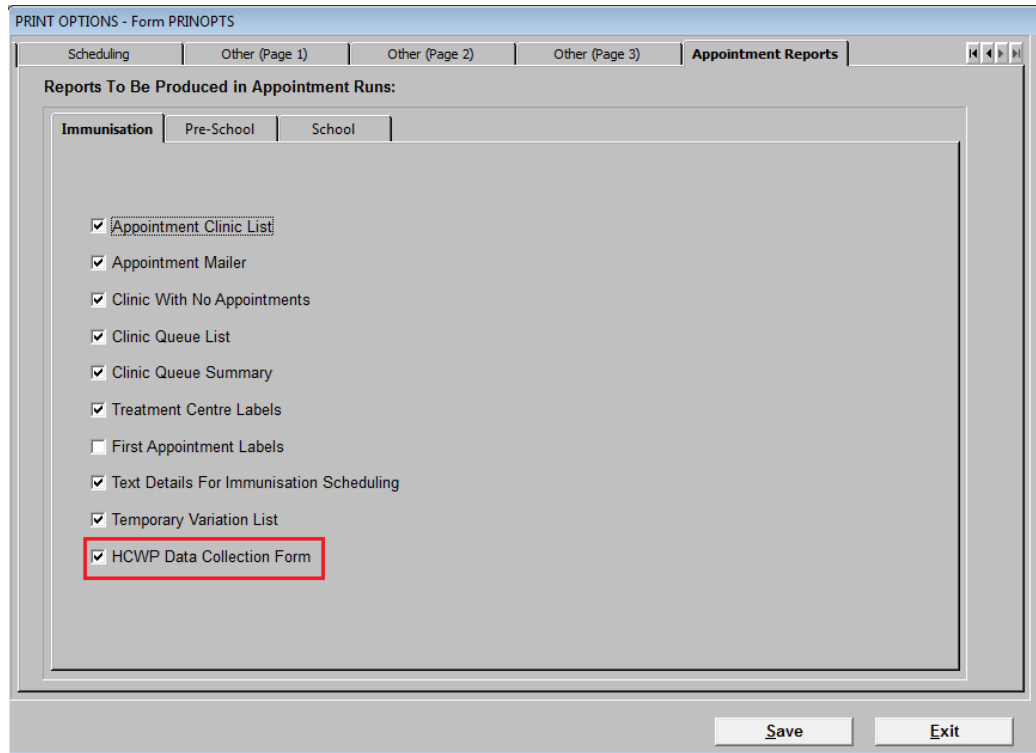 PRINT OPTIONS - Form PRINOPTS
Scheduling Other (Page 1) Other (Page 2) Other (Page 3) Appointment Reports
Reports To Be Produced in Appointment Runs:
Immunisation Pre-School School
Appointment Clinic List
Appointment Mailer
Clinic With No Appointments
Clinic Queue List
Clinic Queue Summary
Treatment Centre Labels
First Appointment Labels
Text Details For Immunisation Scheduling
Temporary Variation List
HCWP Data Collection Form
Save Exit